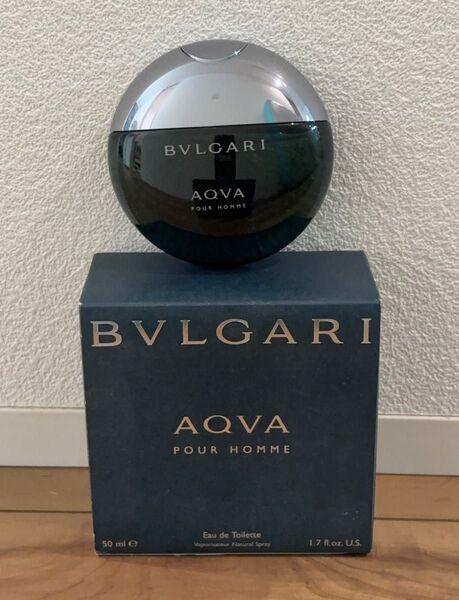 BVLGARI
AQVA
POUR HOMME
BVLGARI
AQVA
POUR HOMME
Eau de Toilette
50 ml e Vaporisateur Natural Spray 1.7 fl.oz. U.S.